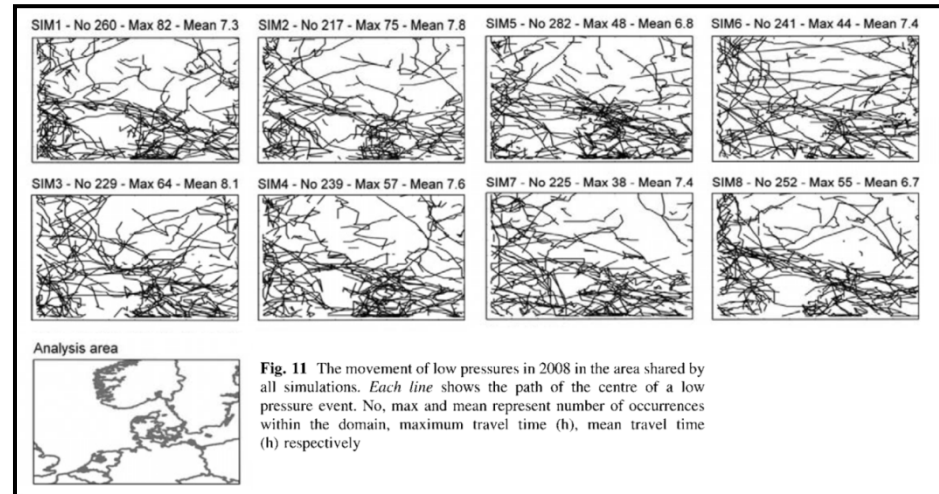 SIM1 - No 260 - Max 82 - Mean 7.3
SIM2 - No 217 - Max 75 - Mean 7.8
SIM5 - No 282 - Max 48 - Mean 6.8
SIM6 - No 241 - Max 44 - Mean 7.4
SIM3 - No 229 - Max 64 - Mean 8.1
SIM4 - No 239 - Max 57 - Mean 7.6
SIM7 - No 225 - Max 38 - Mean 7.4
SIM8 - No 252 - Max 55 - Mean 6.7
Analysis area
Fig. 11 The movement of low pressures in 2008 in the area shared by
all simulations. Each line shows the path of the centre of a low
pressure event. No, max and mean represent number of occurrences
within the domain, maximum travel time (h), mean travel time
(h) respectively